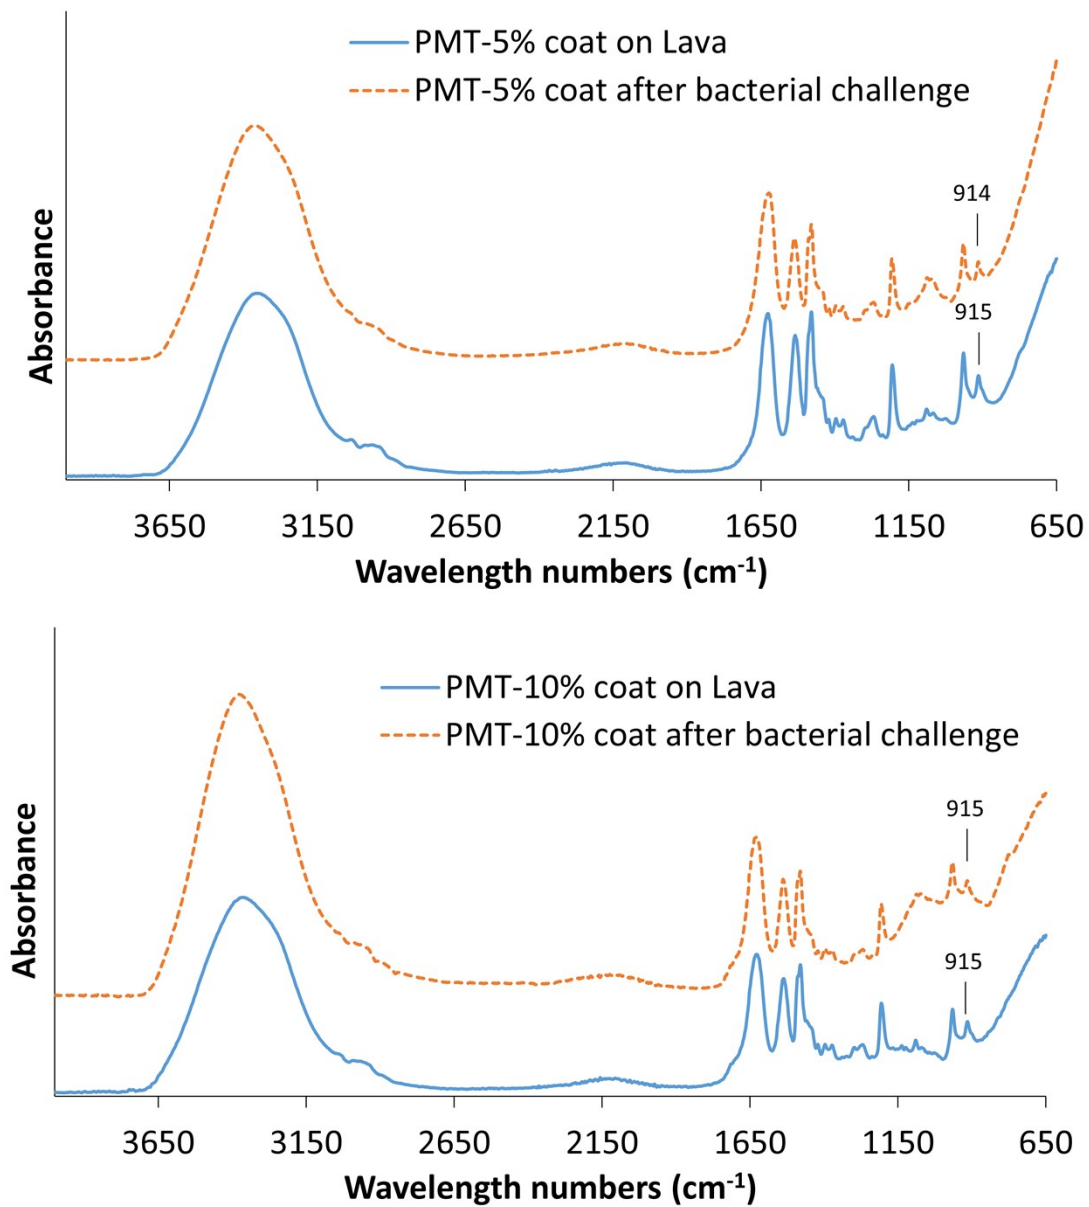 PMT-5% coat on Lava
PMT-5% coat after bacterial challenge
Absorbance
914
915
3650 3150 2650 2150 1650 1150 650
Wavelength numbers (cm⁻¹)
PMT-10% coat on Lava
PMT-10% coat after bacterial challenge
Absorbance
915
915
3650 3150 2650 2150 1650 1150 650
Wavelength numbers (cm⁻¹)